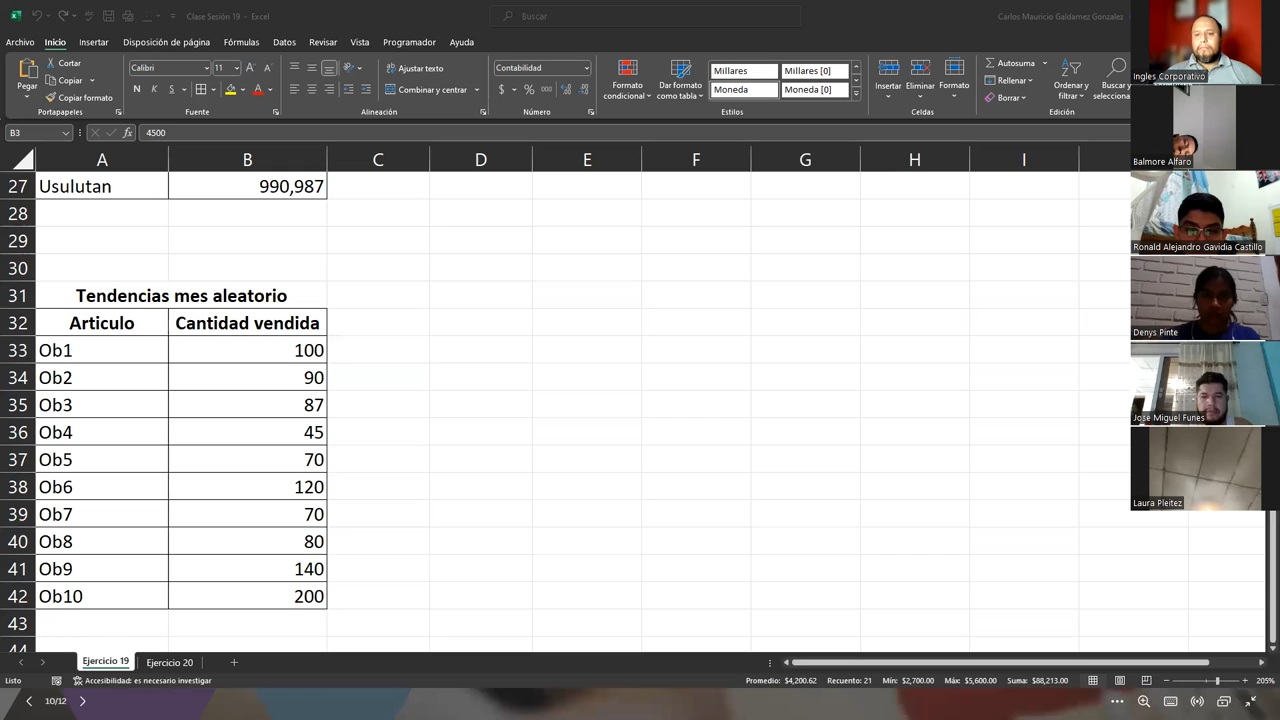 Clase Sesión 19 - Excel
Buscar
Carlos Mauricio Galdamez Gonzalez
Archivo Inicio Insertar Disposición de página Fórmulas Datos Revisar Vista Programador Ayuda
Pegar
Cortar
Copiar
Copiar formato
Portapapeles
Calibri 11
N K S
Fuente
Ajustar texto
Combinar y centrar
Alineación
Contabilidad
$ % 000
Número
Formato condicional
Dar formato como tabla
Millares Millares [0]
Moneda Moneda [0]
Estilos
Insertar Eliminar Formato
Celdas
Autosuma
Rellenar
Borrar
Ordenar y filtrar
Buscar y selecciona
Edición
B3 fx 4500
A B C D E F G H I
27 Usulutan 990,987
28
29
30
31 Tendencias mes aleatorio
32 Articulo Cantidad vendida
33 Ob1 100
34 Ob2 90
35 Ob3 87
36 Ob4 45
37 Ob5 70
38 Ob6 120
39 Ob7 70
40 Ob8 80
41 Ob9 140
42 Ob10 200
43
44
Ejercicio 19 Ejercicio 20
Listo Accesibilidad: es necesario investigar Promedio: $4,200.62 Recuento: 21 Mín: $2,700.00 Máx: $5,600.00 Suma: $88,213.00 205%
10/12
Ingles Corporativo
Balmore Alfaro
Ronald Alejandro Gavidia Castillo
Denys Pinte
José Miguel Funes
Laura Pleitez